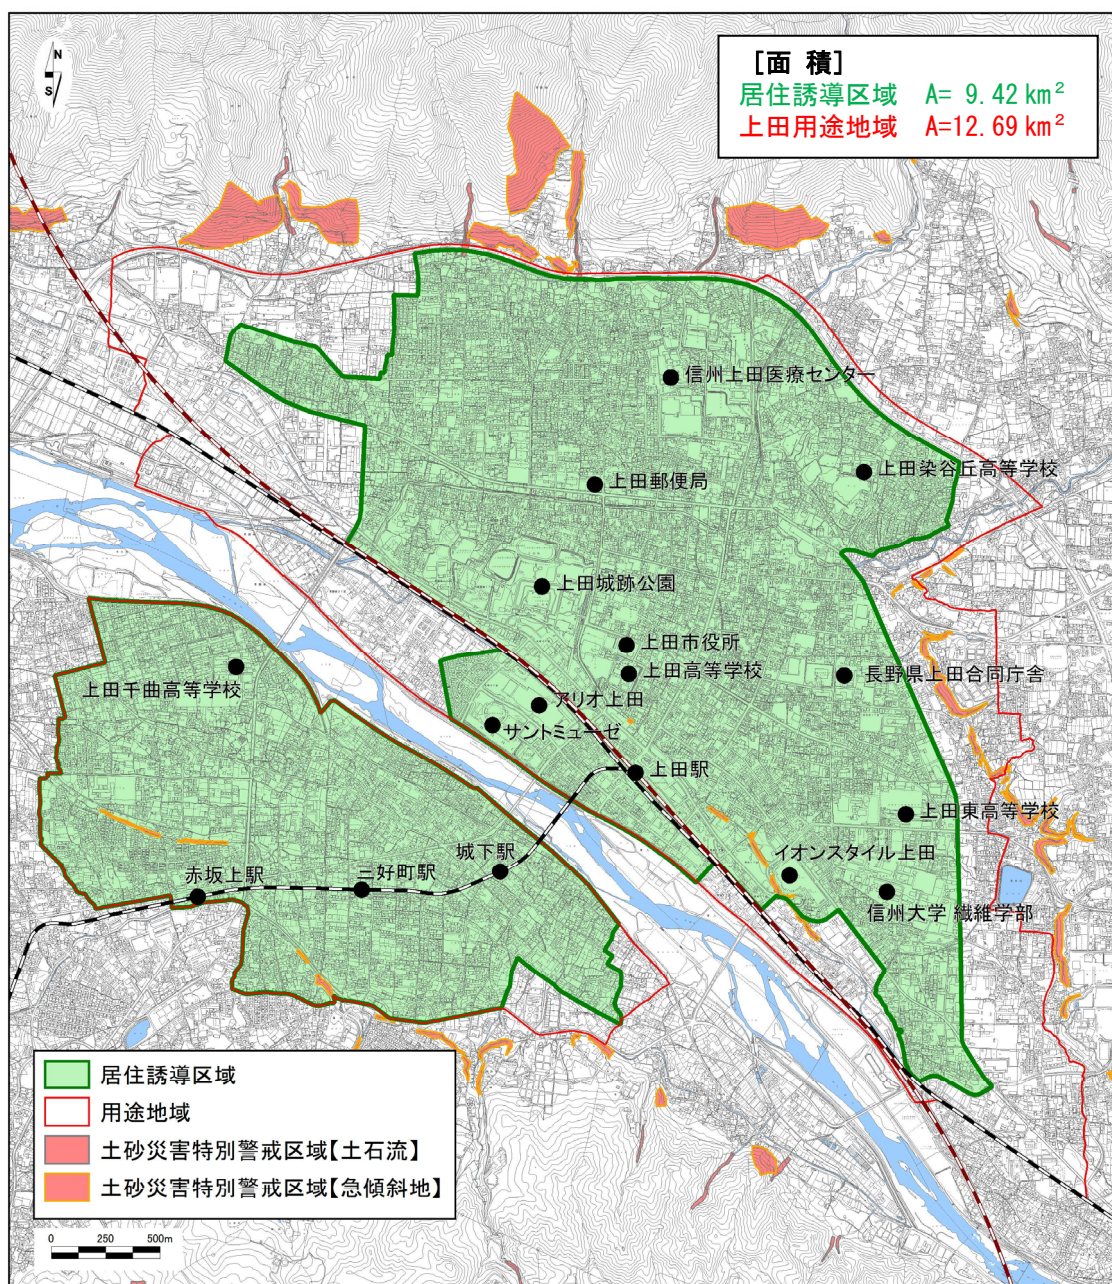 N
S
[面 積]
居住誘導区域 A= 9.42 km²
上田用途地域 A=12.69 km²
信州上田医療センター
上田染谷丘高等学校
上田郵便局
上田城跡公園
上田市役所
上田高等学校
長野県上田合同庁舎
上田千曲高等学校
アリオ上田
サントミューゼ
上田駅
上田東高等学校
イオンスタイル上田
城下駅
三好町駅
赤坂上駅
信州大学 繊維学部
居住誘導区域
用途地域
土砂災害特別警戒区域【土石流】
土砂災害特別警戒区域【急傾斜地】
0 250 500m